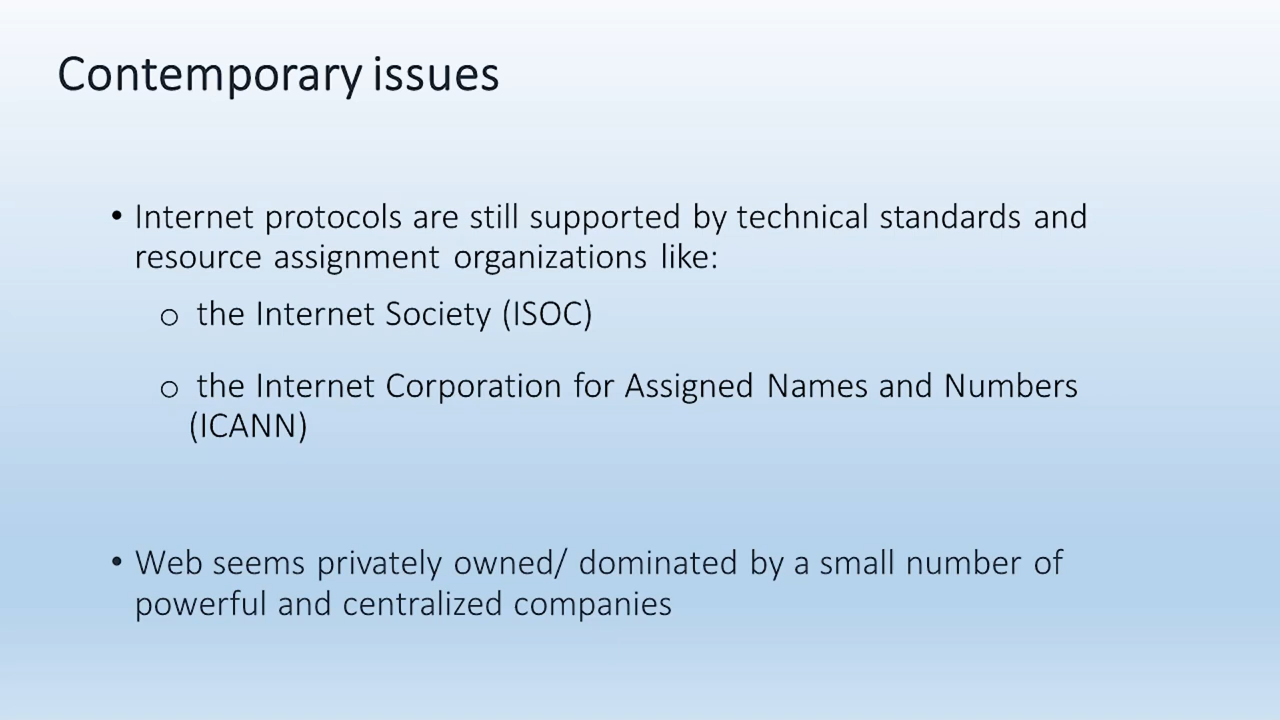 Contemporary issues
• Internet protocols are still supported by technical standards and
resource assignment organizations like:
o the Internet Society (ISOC)
o the Internet Corporation for Assigned Names and Numbers
(ICANN)
• Web seems privately owned/ dominated by a small number of
powerful and centralized companies